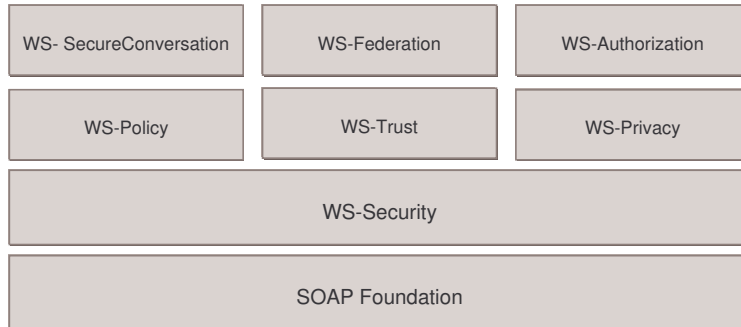 WS- SecureConversation
WS-Federation
WS-Authorization
WS-Policy
WS-Trust
WS-Privacy
WS-Security
SOAP Foundation